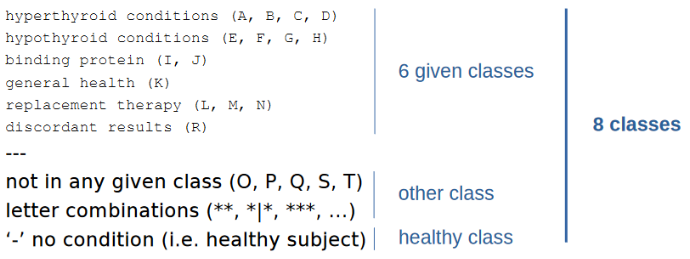 hyperthyroid conditions (A, B, C, D)
hypothyroid conditions (E, F, G, H)
binding protein (I, J)
general health (K)
replacement therapy (L, M, N)
discordant results (R)
6 given classes
---
not in any given class (O, P, Q, S, T)
letter combinations (**, *|*, ***, ...)
other class
‘-’ no condition (i.e. healthy subject)
healthy class
8 classes